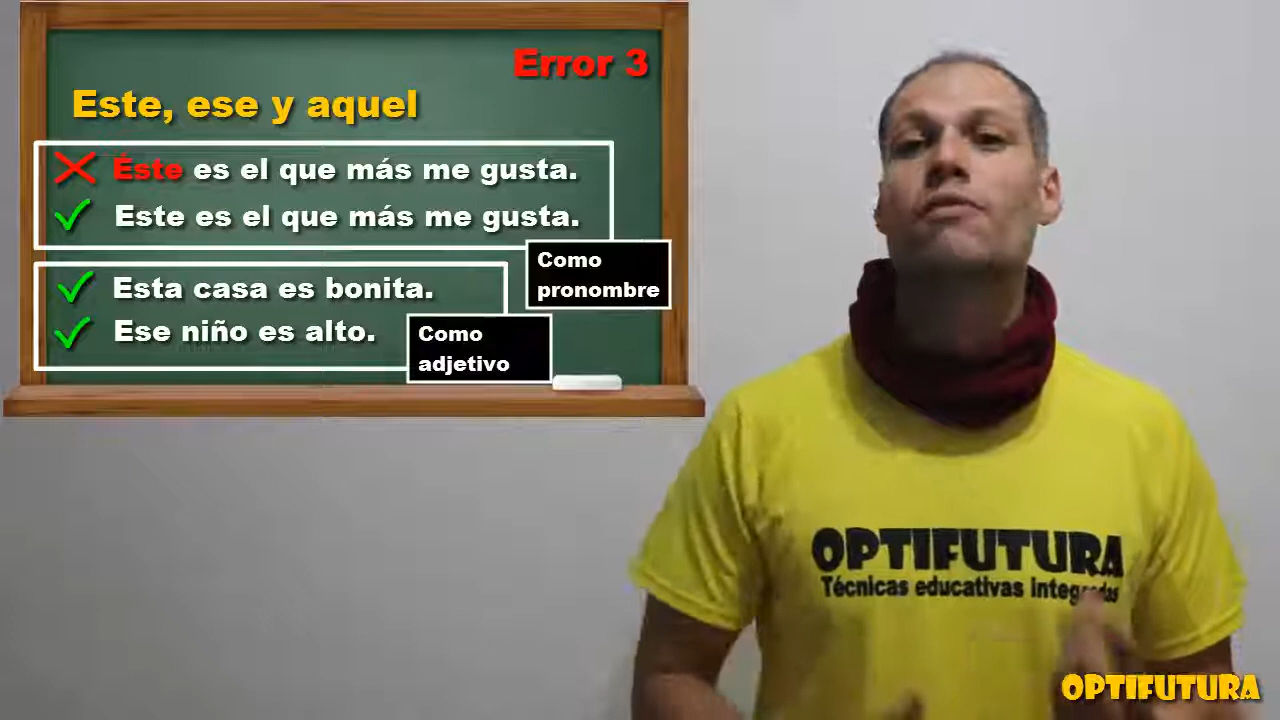 Error 3
Este, ese y aquel
Éste es el que más me gusta.
Este es el que más me gusta.
Como
pronombre
Esta casa es bonita.
Ese niño es alto.
Como
adjetivo
OPTIFUTURA
Técnicas educativas integradas
OPTIFUTURA